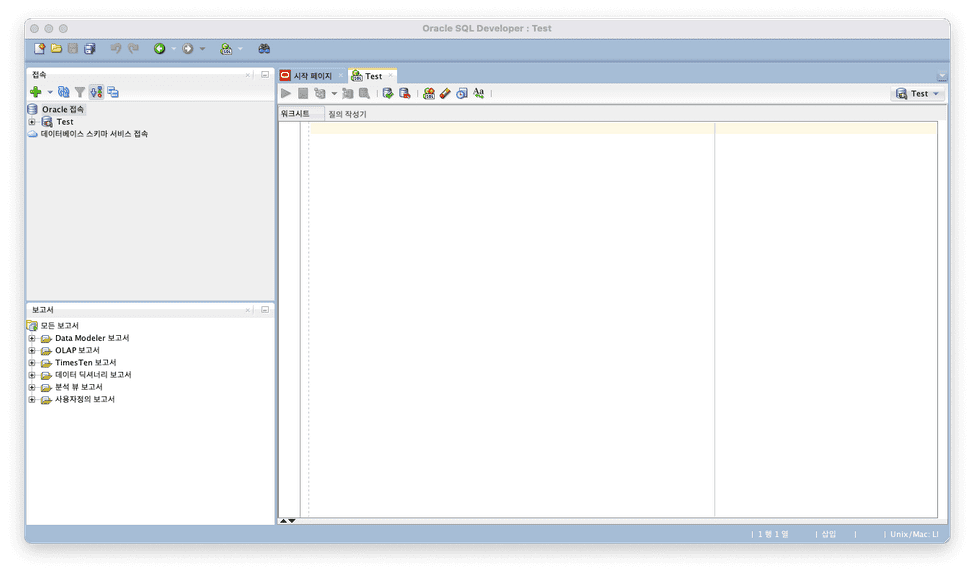 Oracle SQL Developer : Test
접속
Oracle 접속
Test
데이터베이스 스키마 서비스 접속
보고서
모든 보고서
Data Modeler 보고서
OLAP 보고서
TimesTen 보고서
데이터 딕셔너리 보고서
분석 뷰 보고서
사용자정의 보고서
시작 페이지
Test
Test
워크시트
질의 작성기
1 행 1 열
삽입
Unix/Mac: LI